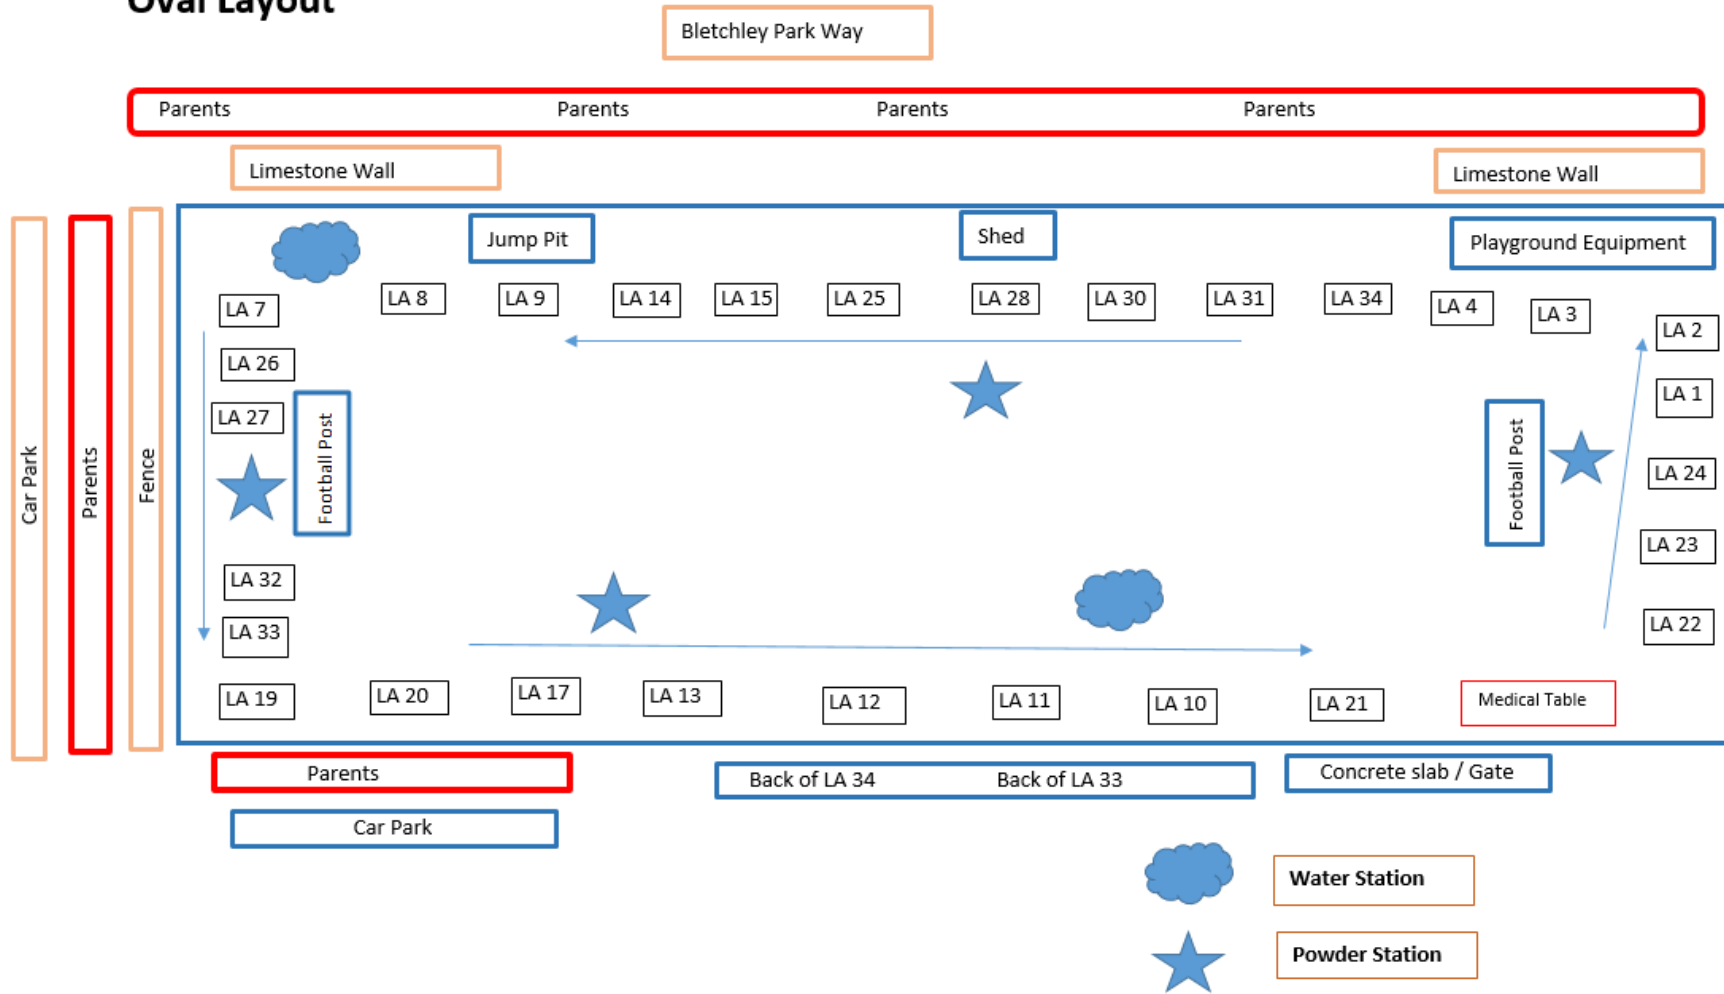 Oval Layout
Bletchley Park Way
Parents Parents Parents Parents
Limestone Wall Limestone Wall
Jump Pit Shed Playground Equipment
LA 7 LA 8 LA 9 LA 14 LA 15 LA 25 LA 28 LA 30 LA 31 LA 34 LA 4 LA 3 LA 2
LA 26
LA 27
LA 1
Car Park
Parents
Fence
Football Post
Football Post
LA 24
LA 23
LA 32
LA 33
LA 22
LA 19 LA 20 LA 17 LA 13 LA 12 LA 11 LA 10 LA 21 Medical Table
Parents Back of LA 34 Back of LA 33 Concrete slab / Gate
Car Park
Water Station
Powder Station